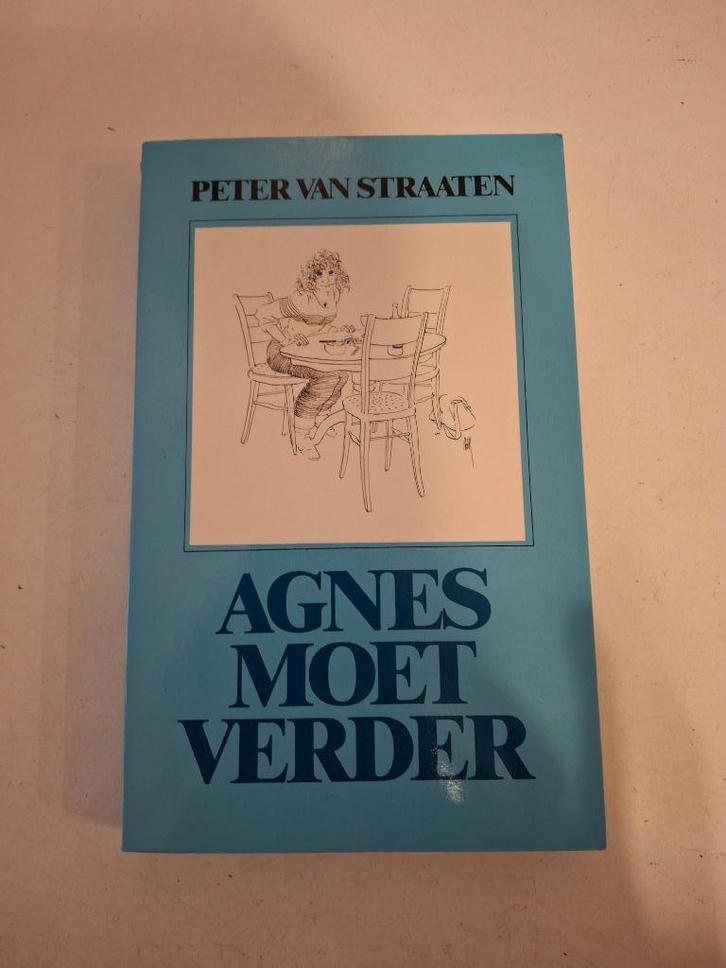 PETER VAN STRAATEN
AGNES
MOET
VERDER